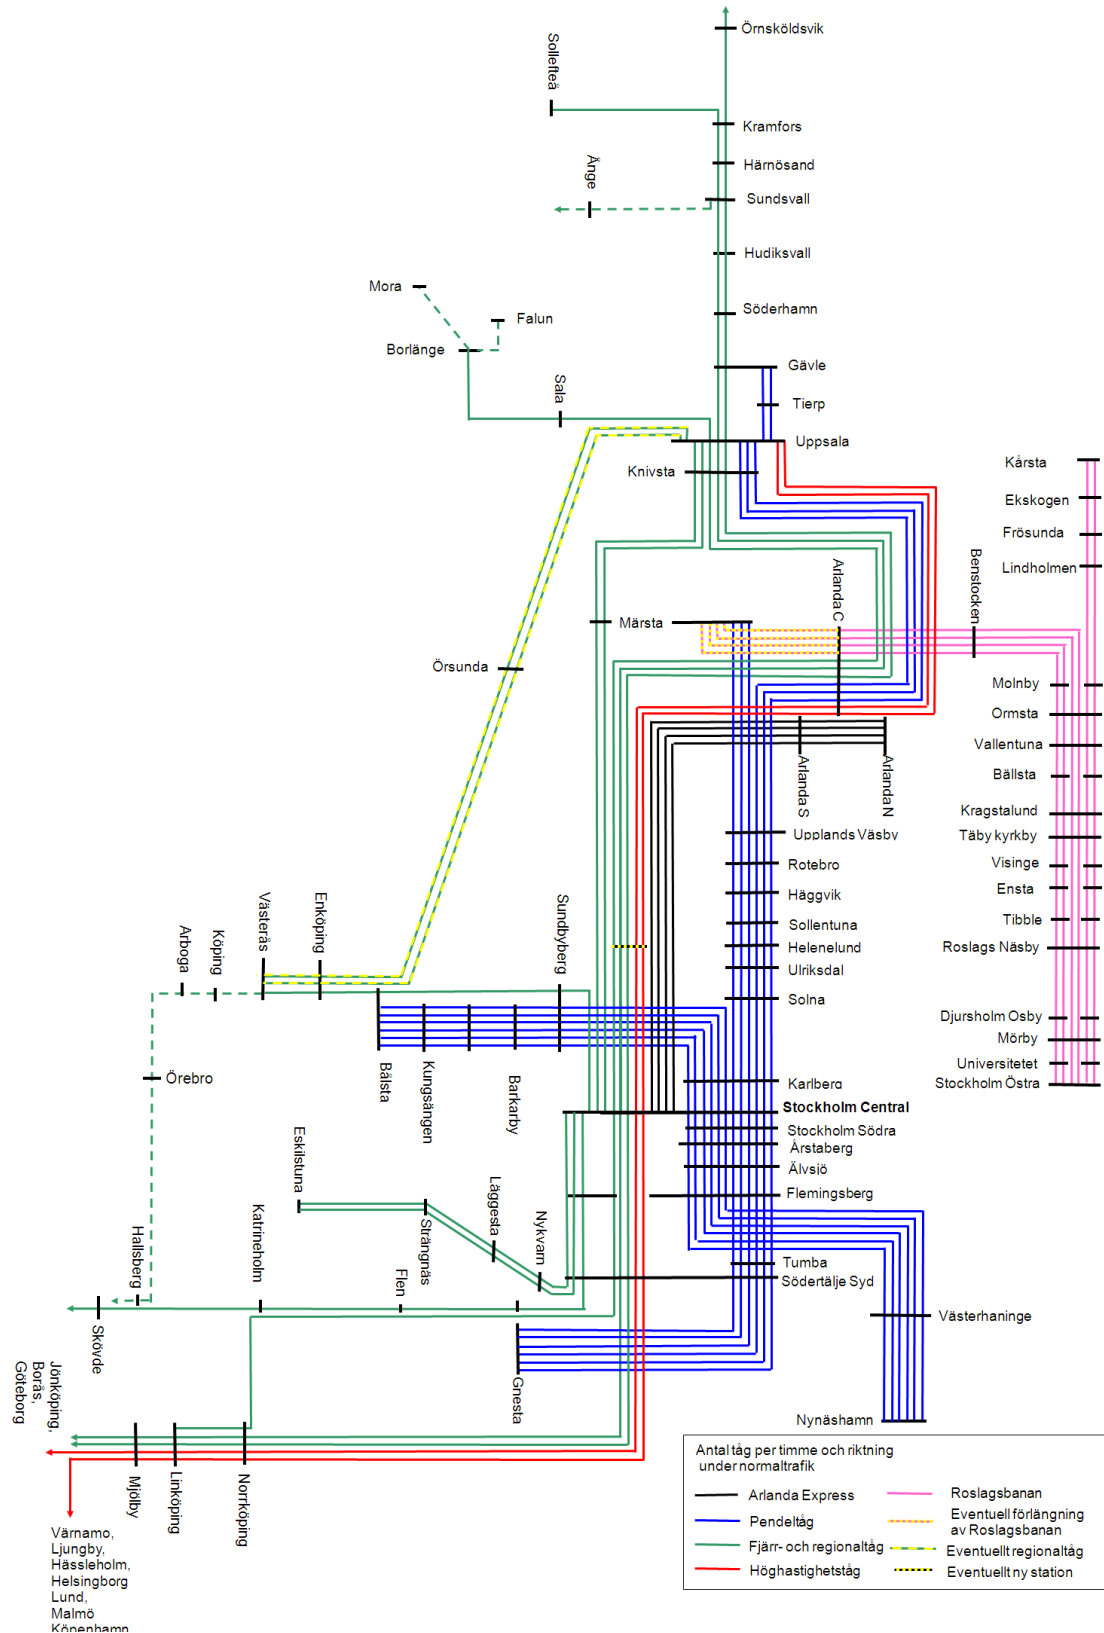 Örnsköldsvik
Sollefteå
Kramfors
Härnösand
Ånge
Sundsvall
Hudiksvall
Mora
Söderhamn
Falun
Borlänge
Gävle
Sala
Tierp
Uppsala
Knivsta
Kårsta
Ekskogen
Frösunda
Lindholmen
Benstocken
Arlanda C
Märsta
Örsunda
Molnby
Ormsta
Vallentuna
Bällsta
Arlanda S
Arlanda N
Kragstalund
Upplands Väsby
Täby kyrkby
Rotebro
Visinge
Häggvik
Ensta
Sollentuna
Tibble
Helenelund
Roslags Näsby
Ulriksdal
Solna
Västerås
Enköping
Sundbyberg
Arboga
Köping
Djursholm Osby
Mörby
Universitetet
Stockholm Östra
Örebro
Bålsta
Kungsängen
Barkarby
Karlberg
Stockholm Central
Stockholm Södra
Årstaberg
Älvsjö
Flemingsberg
Eskilstuna
Strängnäs
Läggesta
Nykvarn
Katrineholm
Hallsberg
Flen
Tumba
Södertälje Syd
Västerhaninge
Skövde
Gnesta
Nynäshamn
Jönköping,
Borås,
Göteborg
Mjölby
Linköping
Norrköping
Värnamo,
Ljungby,
Hässleholm,
Helsingborg
Lund,
Malmö
Köpenhamn
Antal tåg per timme och riktning
under normaltrafik
Arlanda Express
Pendeltåg
Fjärr- och regionaltåg
Höghastighetståg
Roslagsbanan
Eventuell förlängning
av Roslagsbanan
Eventuellt regionaltåg
Eventuellt ny station